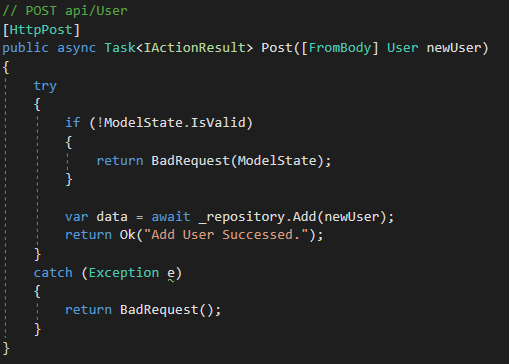 // POST api/User
[HttpPost]
public async Task<IActionResult> Post([FromBody] User newUser)
{
try
{
if (!ModelState.IsValid)
{
return BadRequest(ModelState);
}
var data = await _repository.Add(newUser);
return Ok("Add User Successed.");
}
catch (Exception e)
{
return BadRequest();
}
}